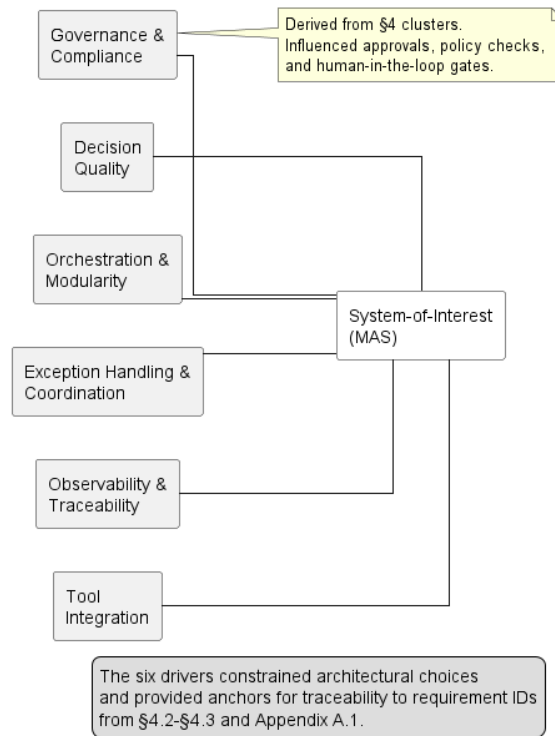 Governance &
Compliance
Derived from §4 clusters.
Influenced approvals, policy checks,
and human-in-the-loop gates.
Decision
Quality
Orchestration &
Modularity
System-of-Interest
(MAS)
Exception Handling &
Coordination
Observability &
Traceability
Tool
Integration
The six drivers constrained architectural choices
and provided anchors for traceability to requirement IDs
from §4.2-§4.3 and Appendix A.1.